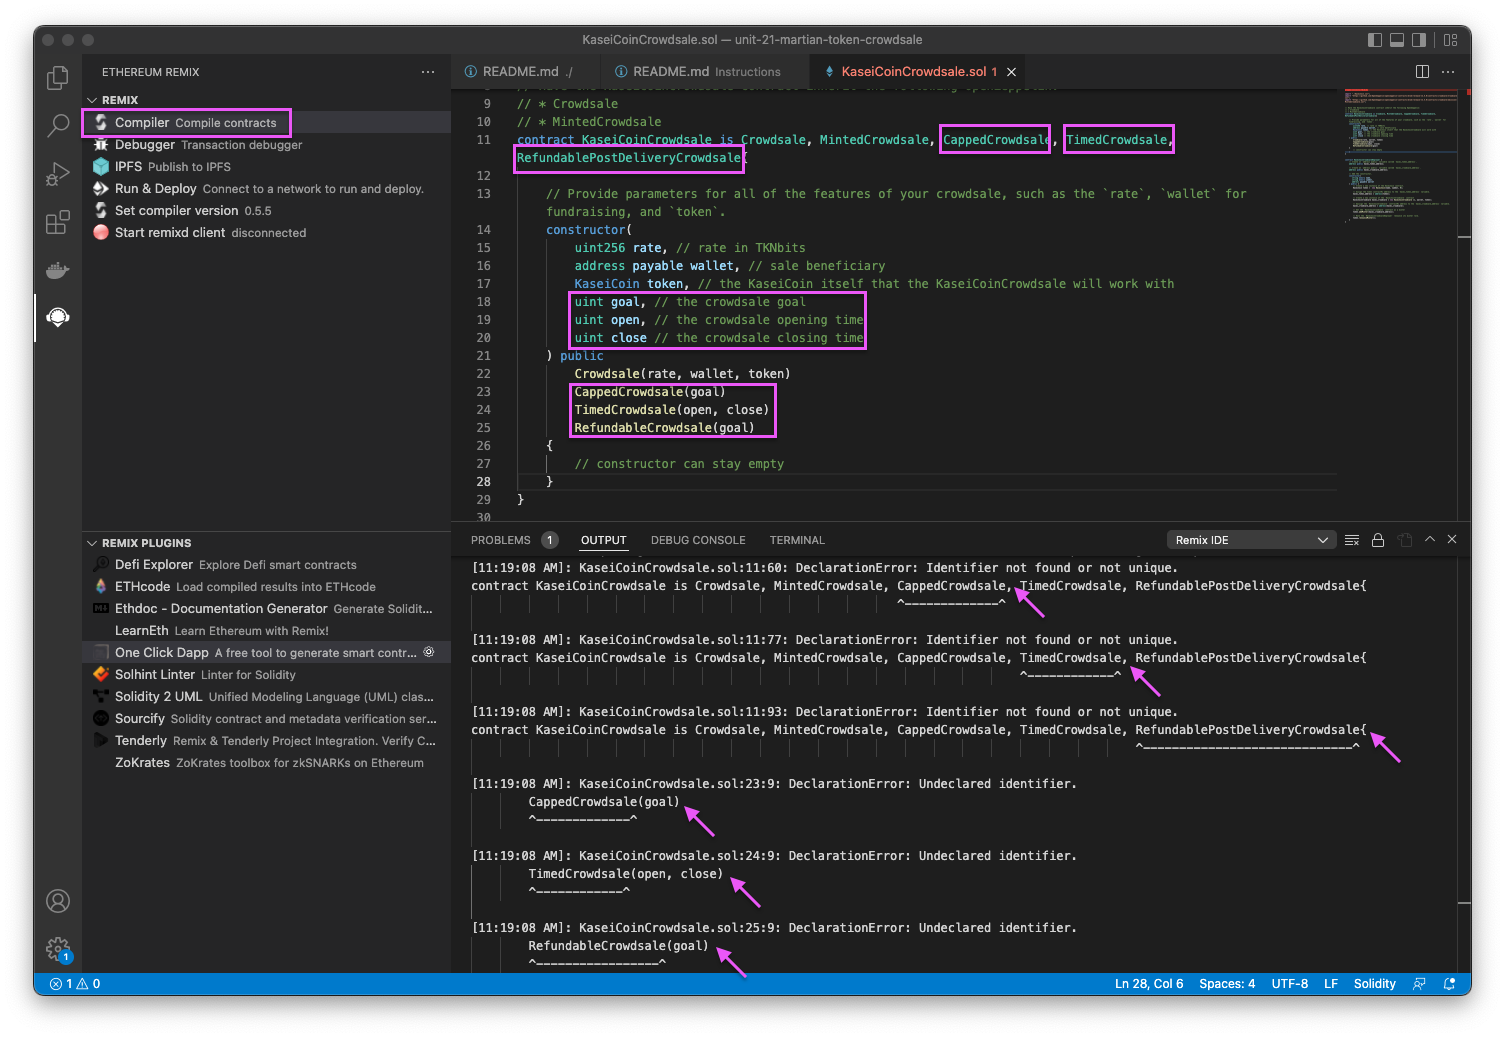 KaseiCoinCrowdsale.sol — unit-21-martian-token-crowdsale
ETHEREUM REMIX
REMIX
Compiler Compile contracts
Debugger Transaction debugger
IPFS Publish to IPFS
Run & Deploy Connect to a network to run and deploy.
Set compiler version 0.5.5
Start remixd client disconnected
REMIX PLUGINS
Defi Explorer Explore Defi smart contracts
ETHcode Load compiled results into ETHcode
Ethdoc - Documentation Generator Generate Solidit...
LearnEth Learn Ethereum with Remix!
One Click Dapp A free tool to generate smart contr...
Solhint Linter Linter for Solidity
Solidity 2 UML Unified Modeling Language (UML) clas...
Sourcify Solidity contract and metadata verification ser...
Tenderly Remix & Tenderly Project Integration. Verify C...
ZoKrates ZoKrates toolbox for zkSNARKs on Ethereum
1
README.md ./
README.md Instructions
KaseiCoinCrowdsale.sol 1
9 // * Crowdsale
10 // * MintedCrowdsale
11 contract KaseiCoinCrowdsale is Crowdsale, MintedCrowdsale, CappedCrowdsale, TimedCrowdsale,
RefundablePostDeliveryCrowdsale{
12
13 // Provide parameters for all of the features of your crowdsale, such as the `rate`, `wallet` for
fundraising, and `token`.
14 constructor(
15 uint256 rate, // rate in TKNbits
16 address payable wallet, // sale beneficiary
17 KaseiCoin token, // the KaseiCoin itself that the KaseiCoinCrowdsale will work with
18 uint goal, // the crowdsale goal
19 uint open, // the crowdsale opening time
20 uint close // the crowdsale closing time
21 ) public
22 Crowdsale(rate, wallet, token)
23 CappedCrowdsale(goal)
24 TimedCrowdsale(open, close)
25 RefundableCrowdsale(goal)
26 {
27 // constructor can stay empty
28 }
29 }
30
PROBLEMS 1 OUTPUT DEBUG CONSOLE TERMINAL Remix IDE
[11:19:08 AM]: KaseiCoinCrowdsale.sol:11:60: DeclarationError: Identifier not found or not unique.
contract KaseiCoinCrowdsale is Crowdsale, MintedCrowdsale, CappedCrowdsale, TimedCrowdsale, RefundablePostDeliveryCrowdsale{
^-------------^
[11:19:08 AM]: KaseiCoinCrowdsale.sol:11:77: DeclarationError: Identifier not found or not unique.
contract KaseiCoinCrowdsale is Crowdsale, MintedCrowdsale, CappedCrowdsale, TimedCrowdsale, RefundablePostDeliveryCrowdsale{
^------------^
[11:19:08 AM]: KaseiCoinCrowdsale.sol:11:93: DeclarationError: Identifier not found or not unique.
contract KaseiCoinCrowdsale is Crowdsale, MintedCrowdsale, CappedCrowdsale, TimedCrowdsale, RefundablePostDeliveryCrowdsale{
^-----------------------------^
[11:19:08 AM]: KaseiCoinCrowdsale.sol:23:9: DeclarationError: Undeclared identifier.
CappedCrowdsale(goal)
^-------------^
[11:19:08 AM]: KaseiCoinCrowdsale.sol:24:9: DeclarationError: Undeclared identifier.
TimedCrowdsale(open, close)
^------------^
[11:19:08 AM]: KaseiCoinCrowdsale.sol:25:9: DeclarationError: Undeclared identifier.
RefundableCrowdsale(goal)
^-----------------^
1 0 Ln 28, Col 6 Spaces: 4 UTF-8 LF Solidity